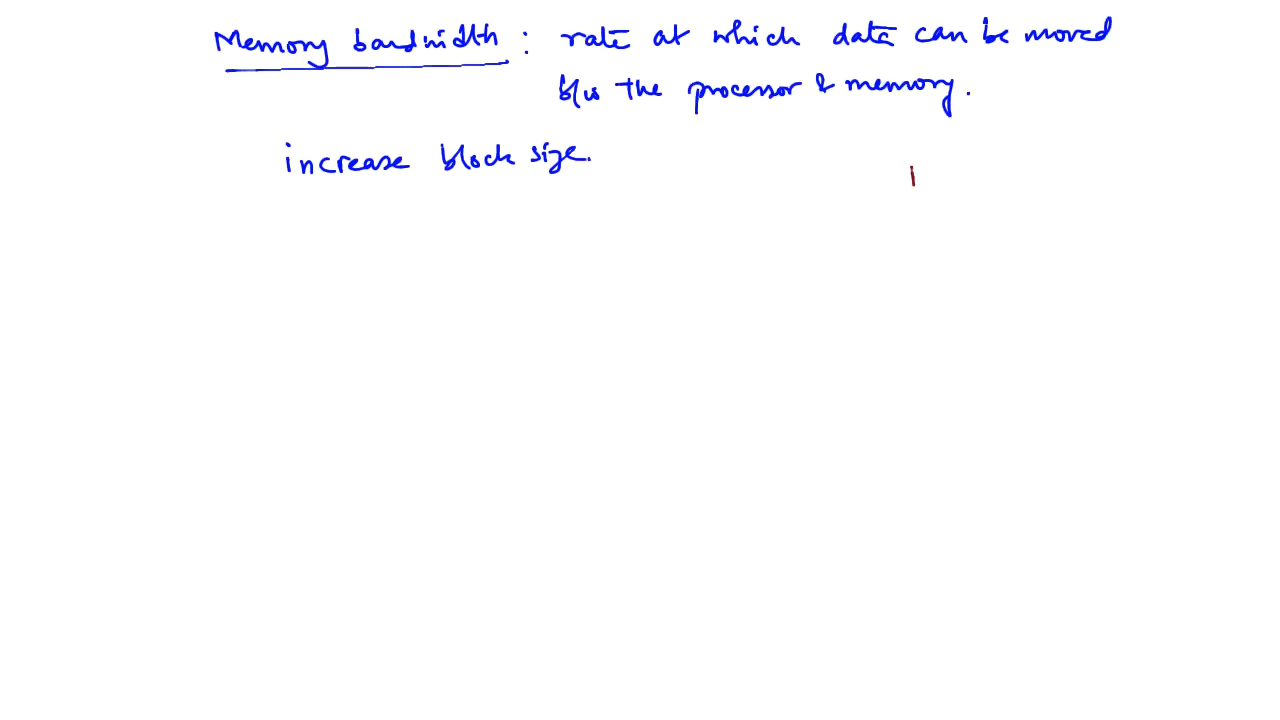 Memory bandwidth : rate at which data can be moved
b/w the processor & memory.
increase block size.